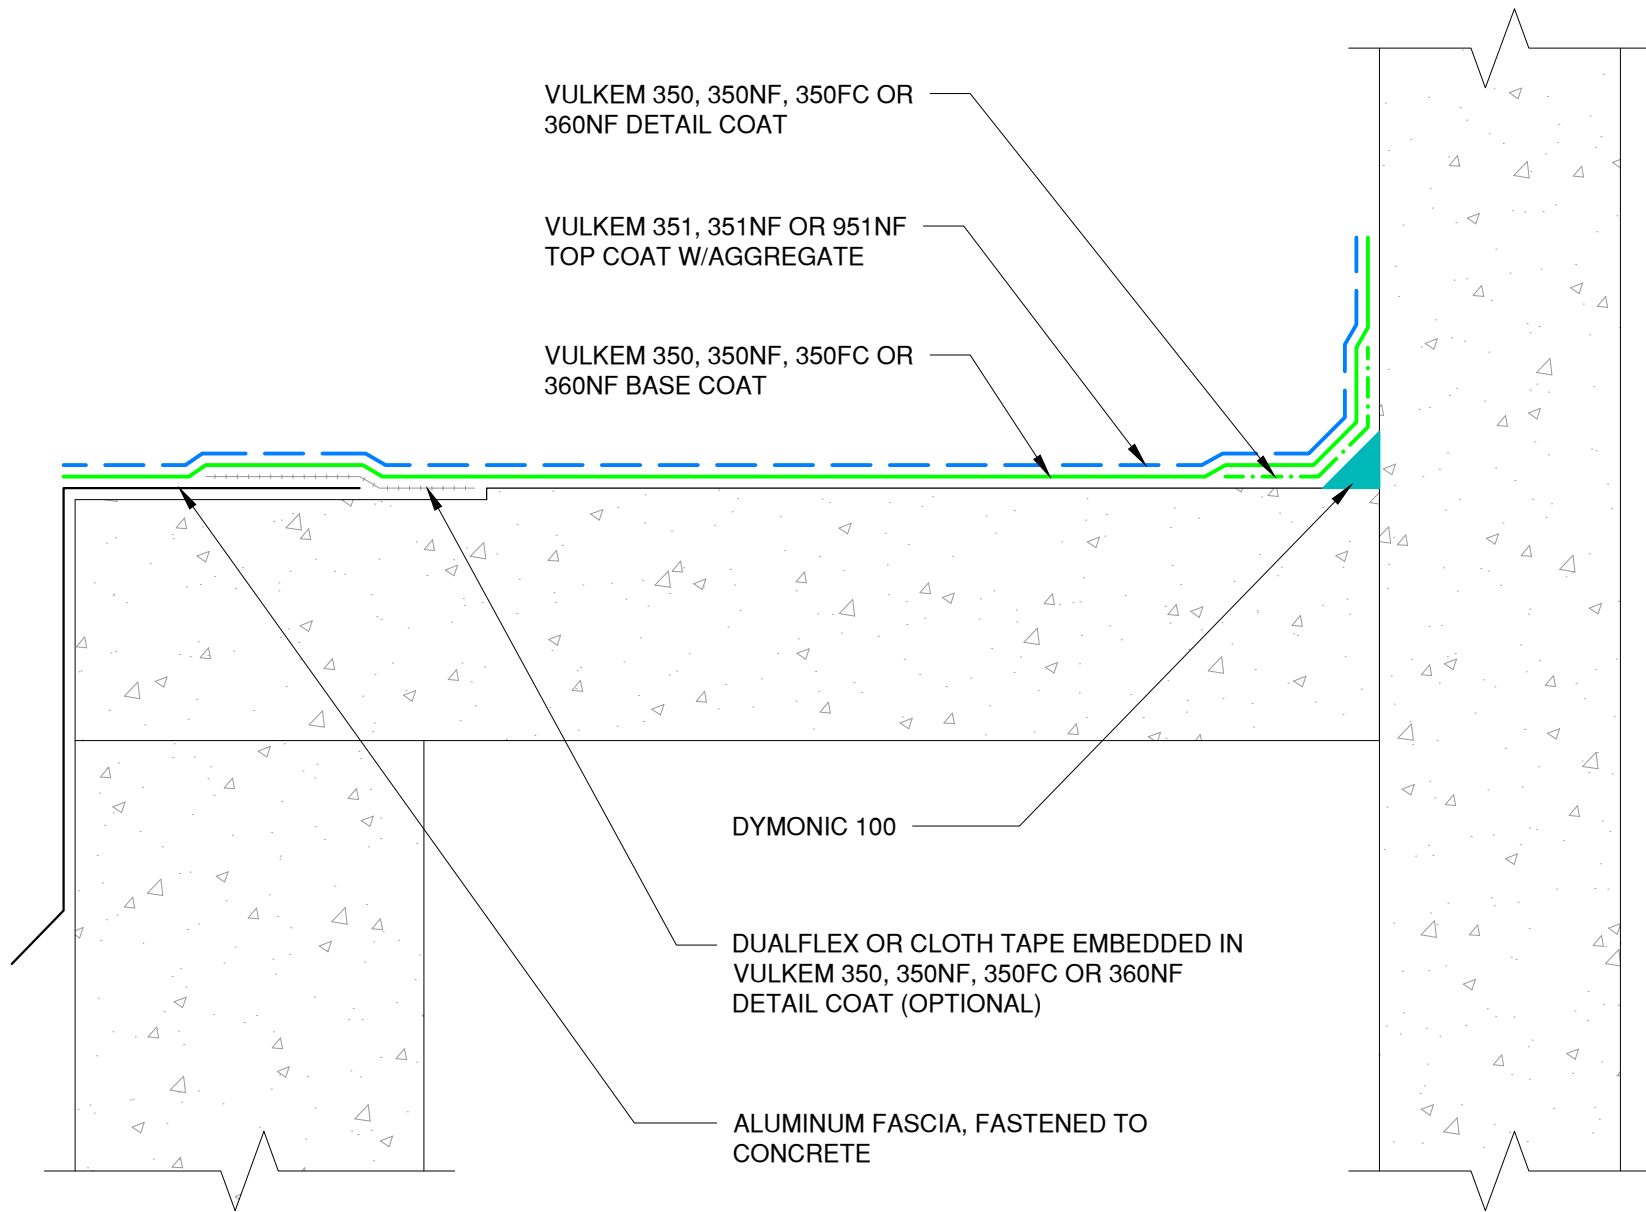 VULKEM 350, 350NF, 350FC OR
360NF DETAIL COAT
VULKEM 351, 351NF OR 951NF
TOP COAT W/AGGREGATE
VULKEM 350, 350NF, 350FC OR
360NF BASE COAT
DYMONIC 100
DUALFLEX OR CLOTH TAPE EMBEDDED IN
VULKEM 350, 350NF, 350FC OR 360NF
DETAIL COAT (OPTIONAL)
ALUMINUM FASCIA, FASTENED TO
CONCRETE